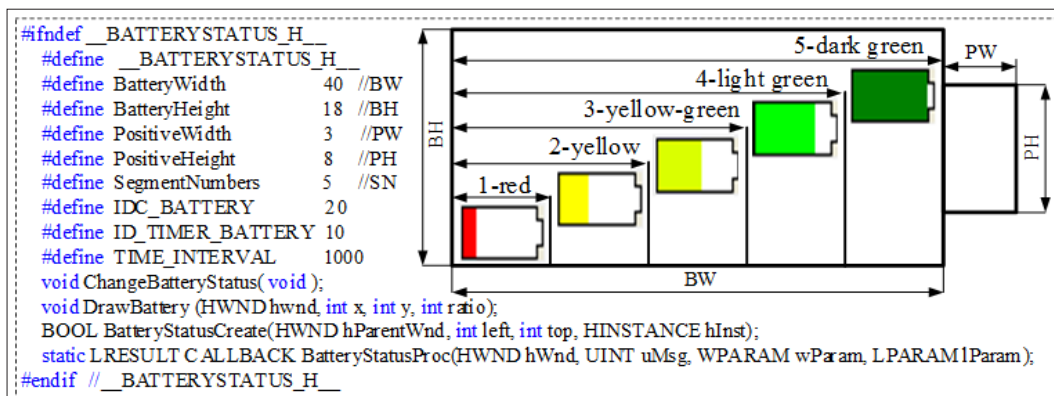 #ifndef __BATTERYSTATUS_H__
#define __BATTERYSTATUS_H__
#define BatteryWidth 40 //BW
#define BatteryHeight 18 //BH
#define PositiveWidth 3 //PW
#define PositiveHeight 8 //PH
#define SegmentNumbers 5 //SN
#define IDC_BATTERY 20
#define ID_TIMER_BATTERY 10
#define TIME_INTERVAL 1000
void ChangeBatteryStatus( void );
void DrawBattery (HWND hwnd, int x, int y, int ratio);
BOOL BatteryStatusCreate(HWND hParentWnd, int left, int top, HINSTANCE hInst);
static LRESULT CALLBACK BatteryStatusProc(HWND hWnd, UINT uMsg, WPARAM wParam, LPARAM lParam);
#endif //__BATTERYSTATUS_H__
5-dark green
4-light green
3-yellow-green
2-yellow
1-red
BH
BW
PW
PH